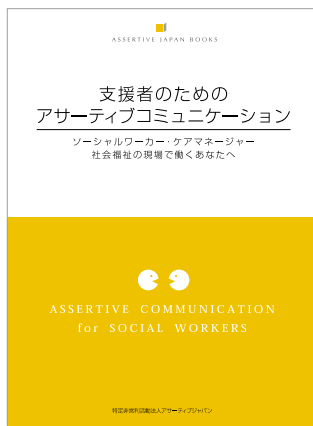 ASSERTIVE JAPAN BOOKS
支援者のための
アサーティブコミュニケーション
ソーシャルワーカー・ケアマネージャー
社会福祉の現場で働くあなたへ
ASSERTIVE COMMUNICATION
for SOCIAL WORKERS
特定非営利活動法人アサーティブジャパン